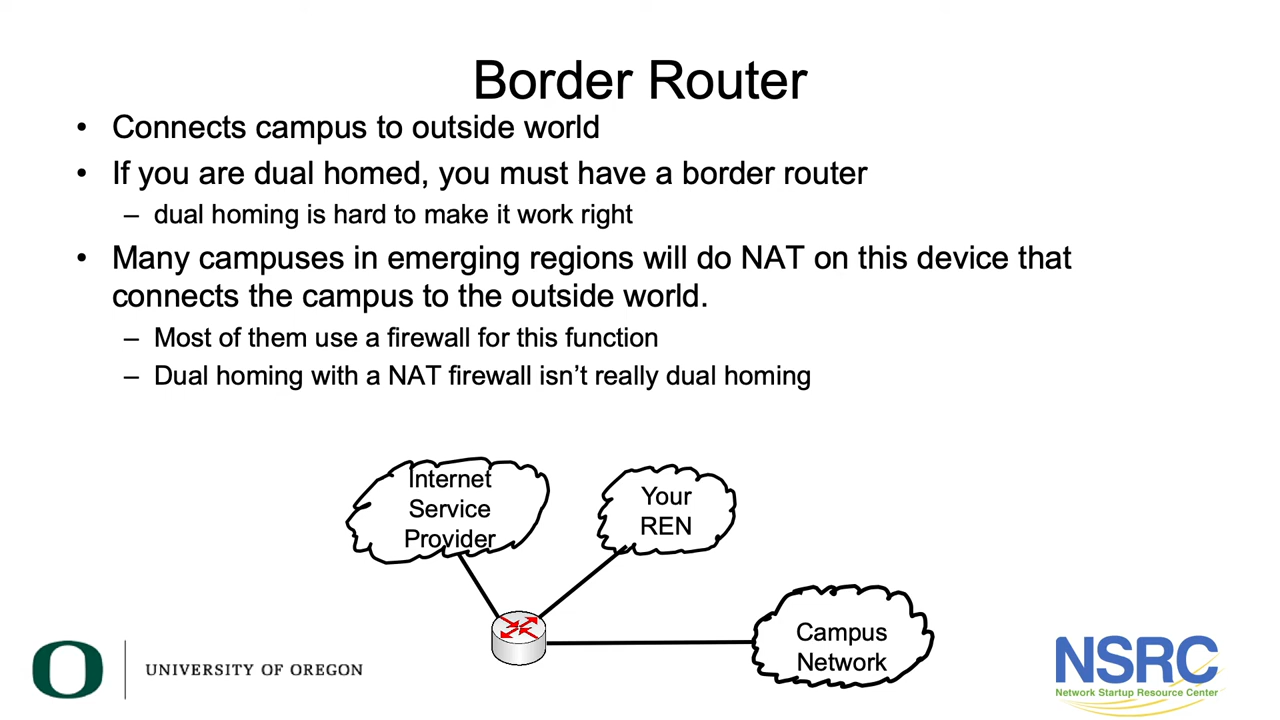 Border Router
• Connects campus to outside world
• If you are dual homed, you must have a border router
– dual homing is hard to make it work right
• Many campuses in emerging regions will do NAT on this device that
connects the campus to the outside world.
– Most of them use a firewall for this function
– Dual homing with a NAT firewall isn’t really dual homing
Internet
Service
Provider
Your
REN
Campus
Network
O
UNIVERSITY OF OREGON
NSRC
Network Startup Resource Center